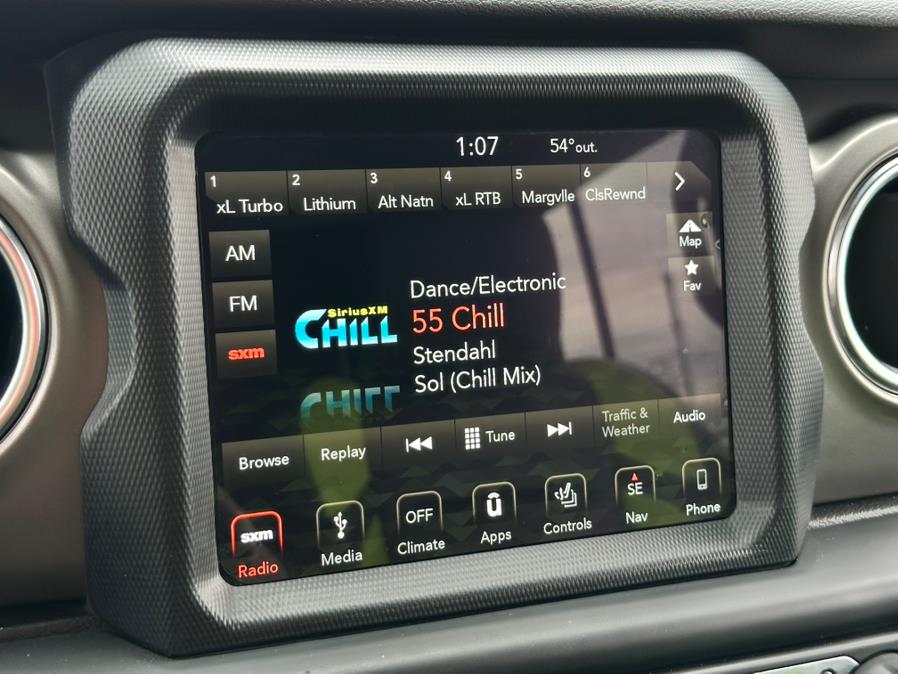 1:07 54°out.
1 2 3 4 5 6
xL Turbo Lithium Alt Natn xL RTB Margvlle ClsRewnd
AM
Map
FM
Fav
sxm
SiriusXM
CHILL
Dance/Electronic
55 Chill
Stendahl
Sol (Chill Mix)
CHILL
Browse Replay Tune Traffic &
Weather Audio
sxm OFF û SE
Radio Media Climate Apps Controls Nav Phone